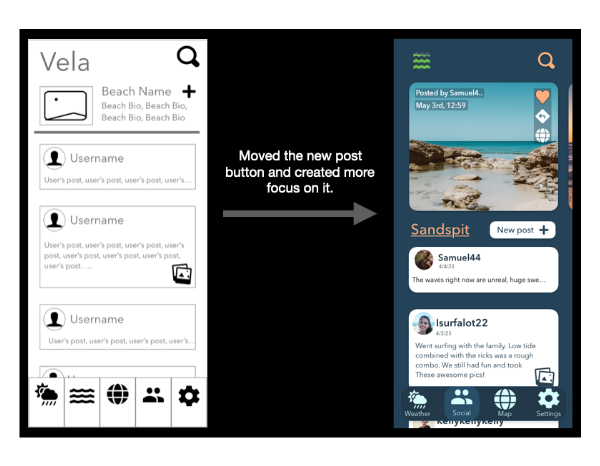 Vela
Beach Name
Beach Bio, Beach Bio,
Beach Bio, Beach Bio
Username
User's post, user's post, user's post, user's...
Username
User's post, user's post, user's post, user's
post, user's post, user's post, user's post,
user's post.....
Username
User's post, user's post, user's post, user's..
Moved the new post
button and created more
focus on it.
Posted by Samuel4..
May 3rd, 12:59
Sandspit
New post +
Samuel44
4/4/23
The waves right now are unreal, huge swe...
Isurfalot22
4/2/23
Went surfing with the family. Low tide
combined with the ricks was a rough
combo. We still had fun and took
These awesome pics!
Weather
Social
Map
Settings
kellykellykelly